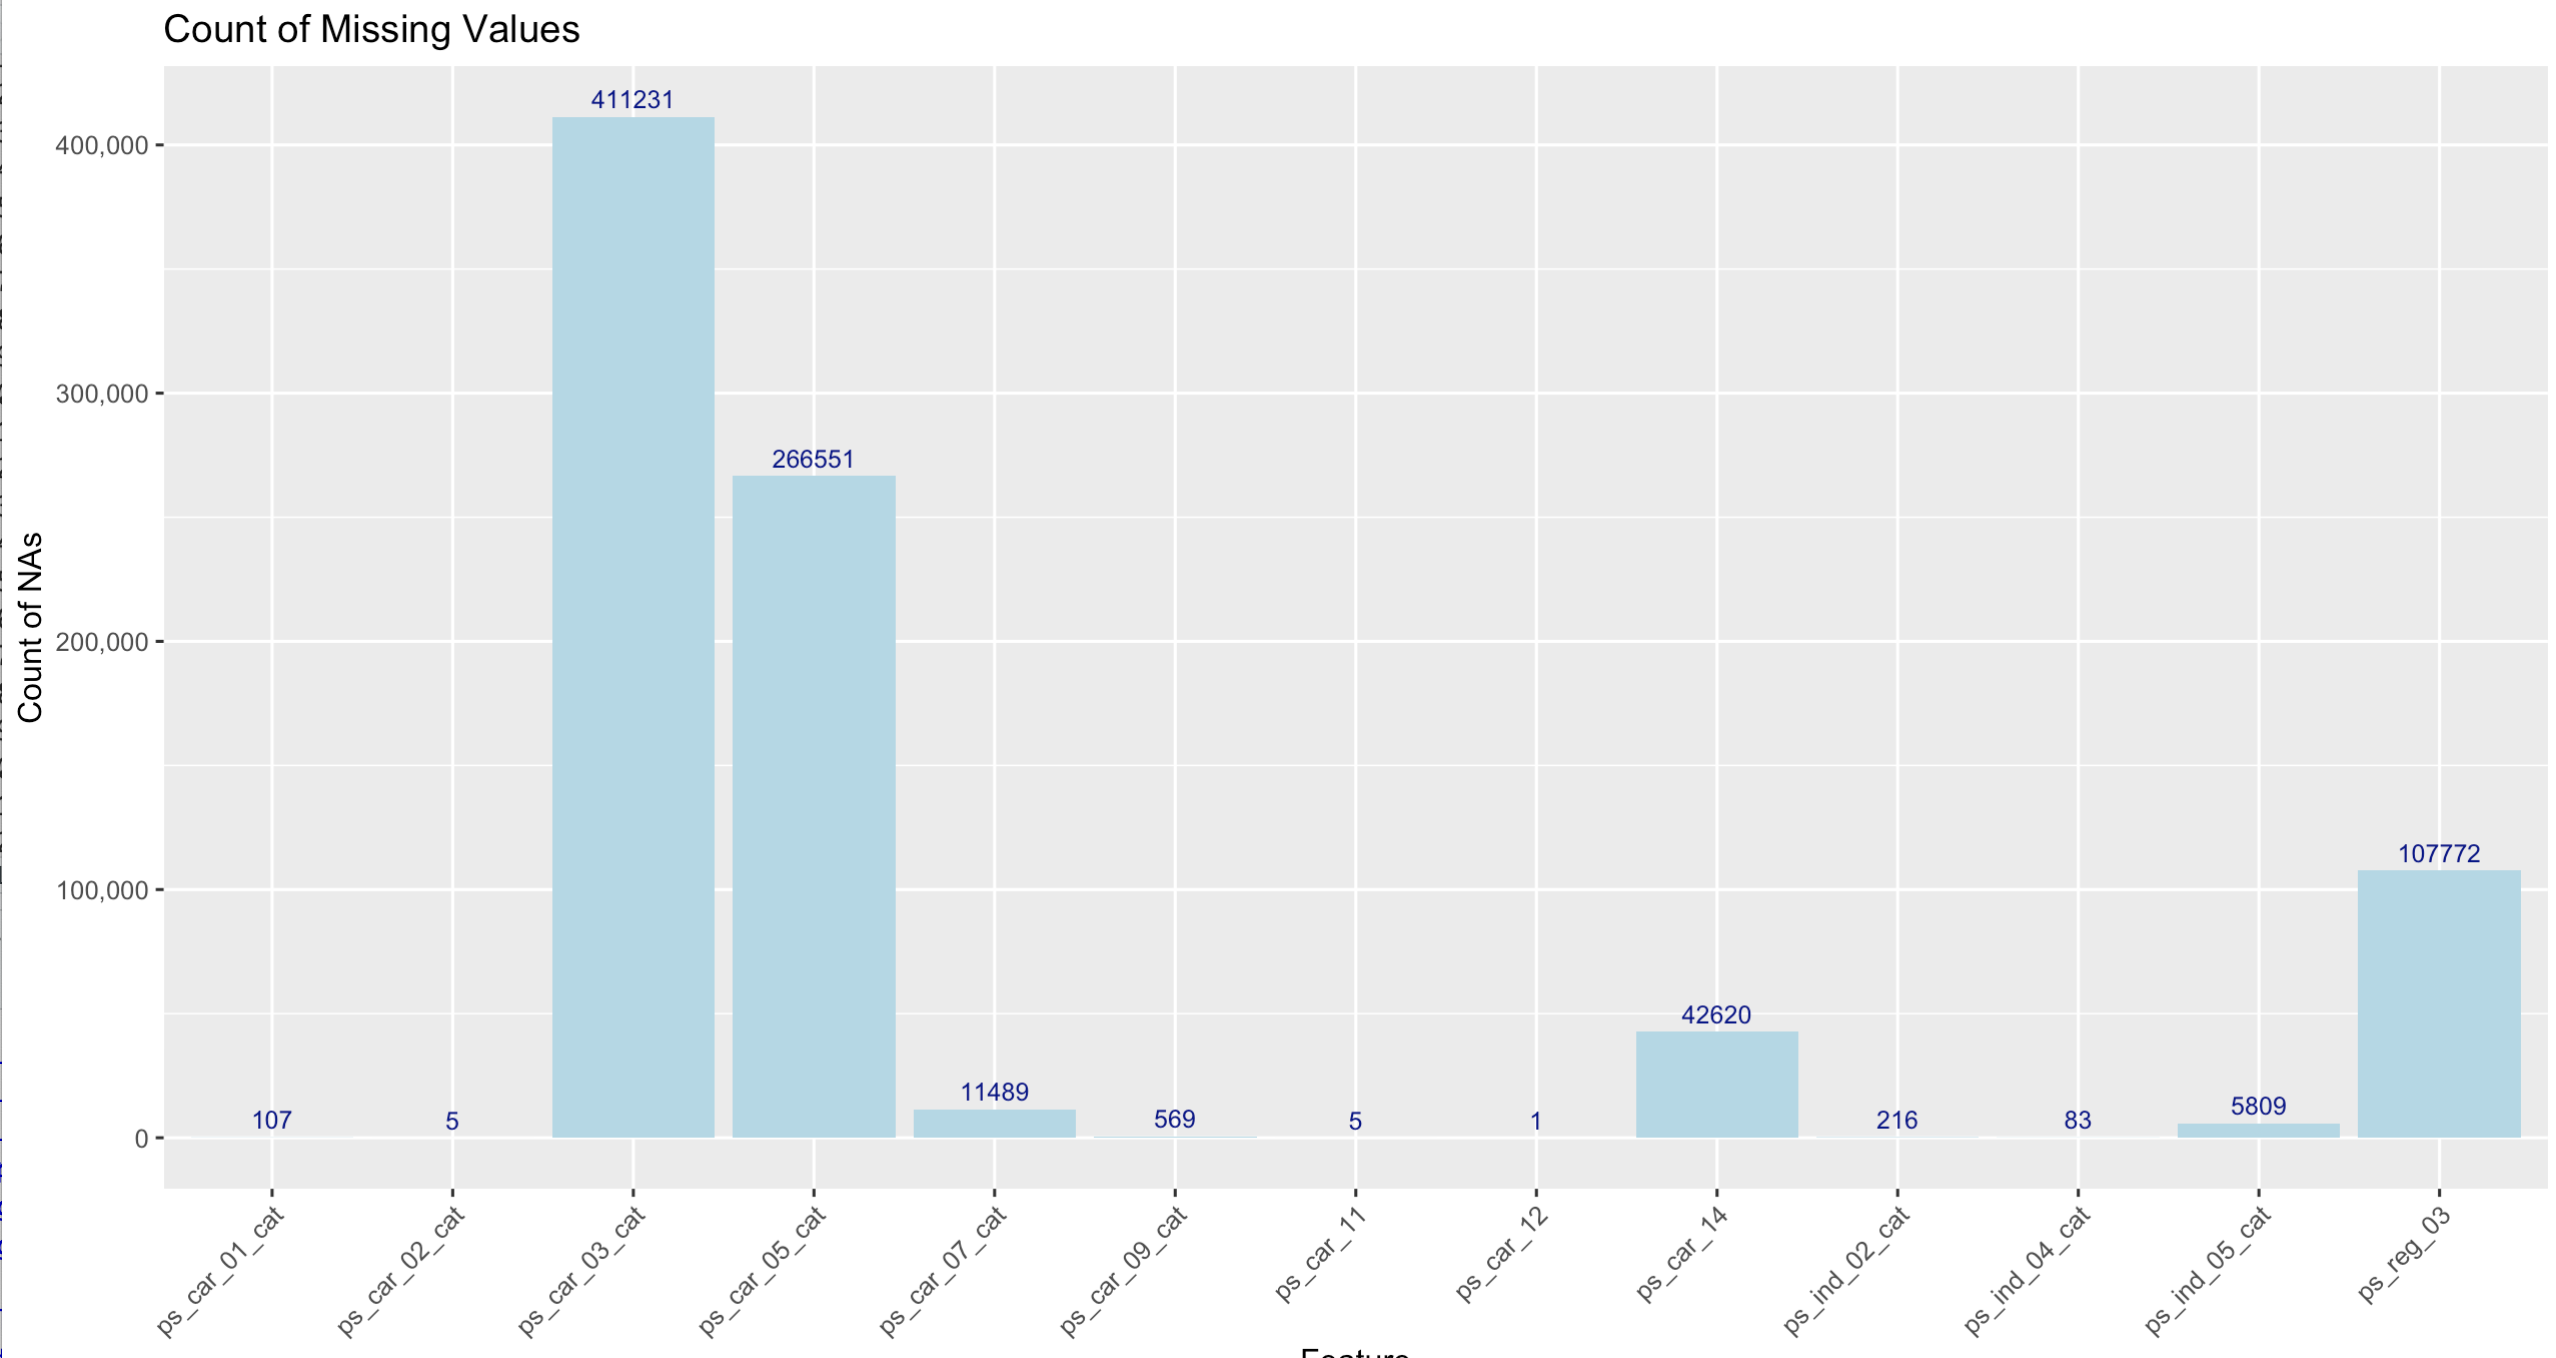 Count of Missing Values
411231
400,000
300,000
266551
200,000
107772
100,000
42620
11489
5809
107
5
569
5
1
216
83
0
Count of NAs
ps_car_01_cat
ps_car_02_cat
ps_car_03_cat
ps_car_05_cat
ps_car_07_cat
ps_car_09_cat
ps_car_11
ps_car_12
ps_car_14
ps_ind_02_cat
ps_ind_04_cat
ps_ind_05_cat
ps_reg_03
Feature